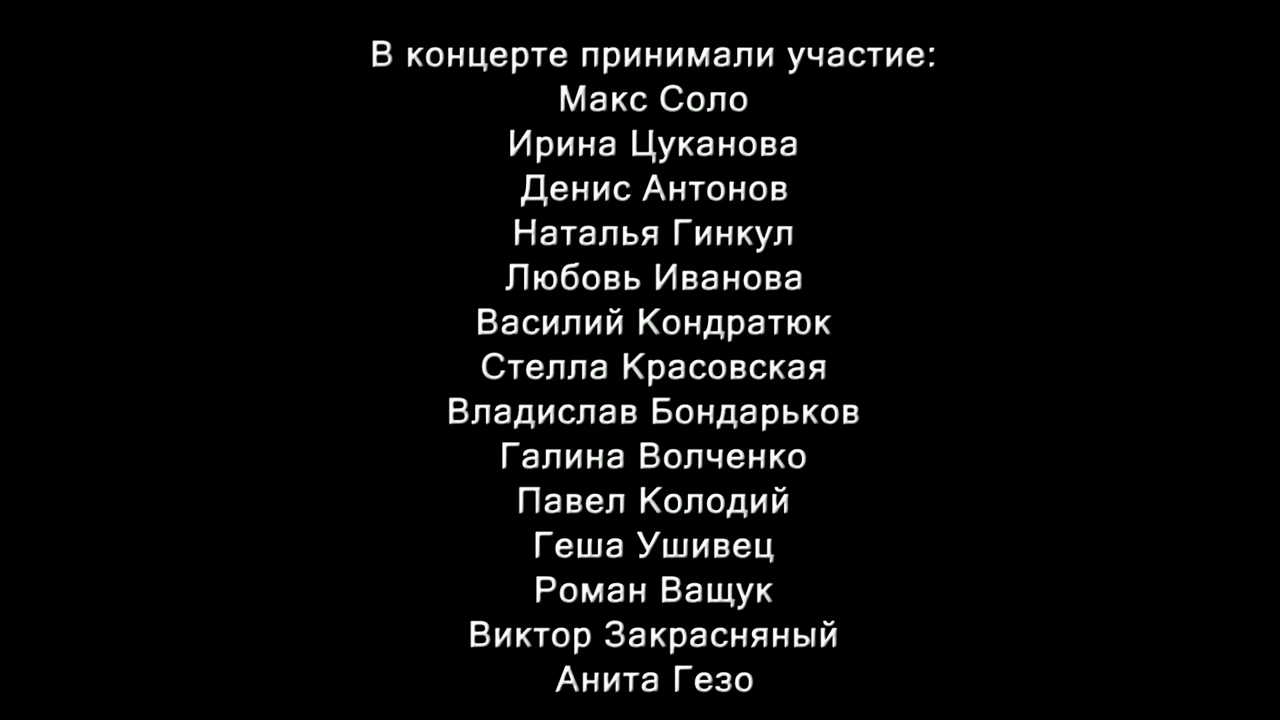 В концерте принимали участие:
Макс Соло
Ирина Цуканова
Денис Антонов
Наталья Гинкул
Любовь Иванова
Василий Кондратюк
Стелла Красовская
Владислав Бондарьков
Галина Волченко
Павел Колодий
Геша Ушивец
Роман Ващук
Виктор Закрасняный
Анита Гезо